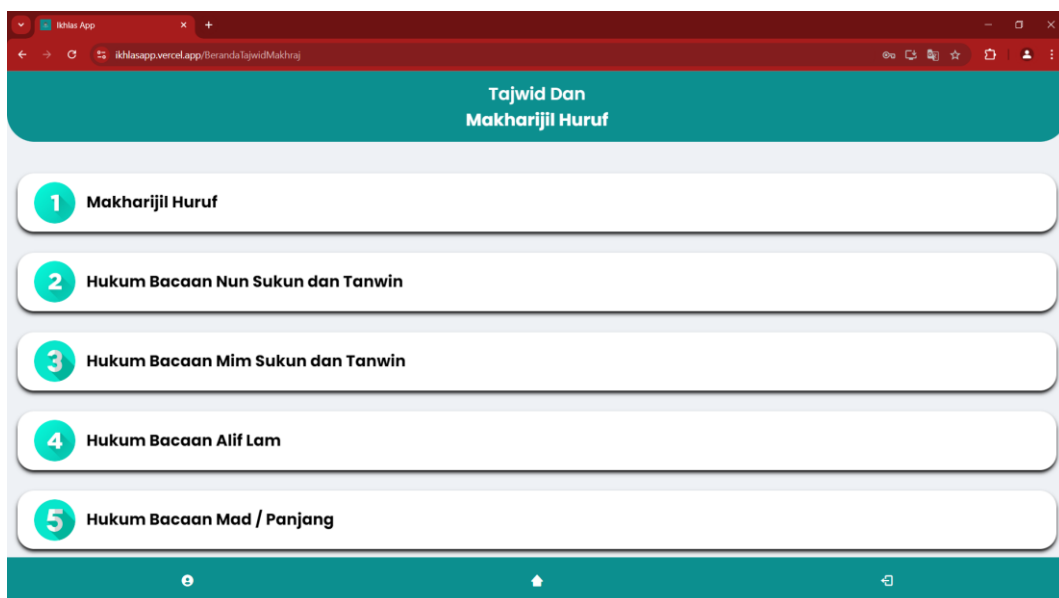 Ikhlas App
ikhlasapp.vercel.app/BerandaTajwidMakhraj
Tajwid Dan
Makharijil Huruf
1 Makharijil Huruf
2 Hukum Bacaan Nun Sukun dan Tanwin
3 Hukum Bacaan Mim Sukun dan Tanwin
4 Hukum Bacaan Alif Lam
5 Hukum Bacaan Mad / Panjang